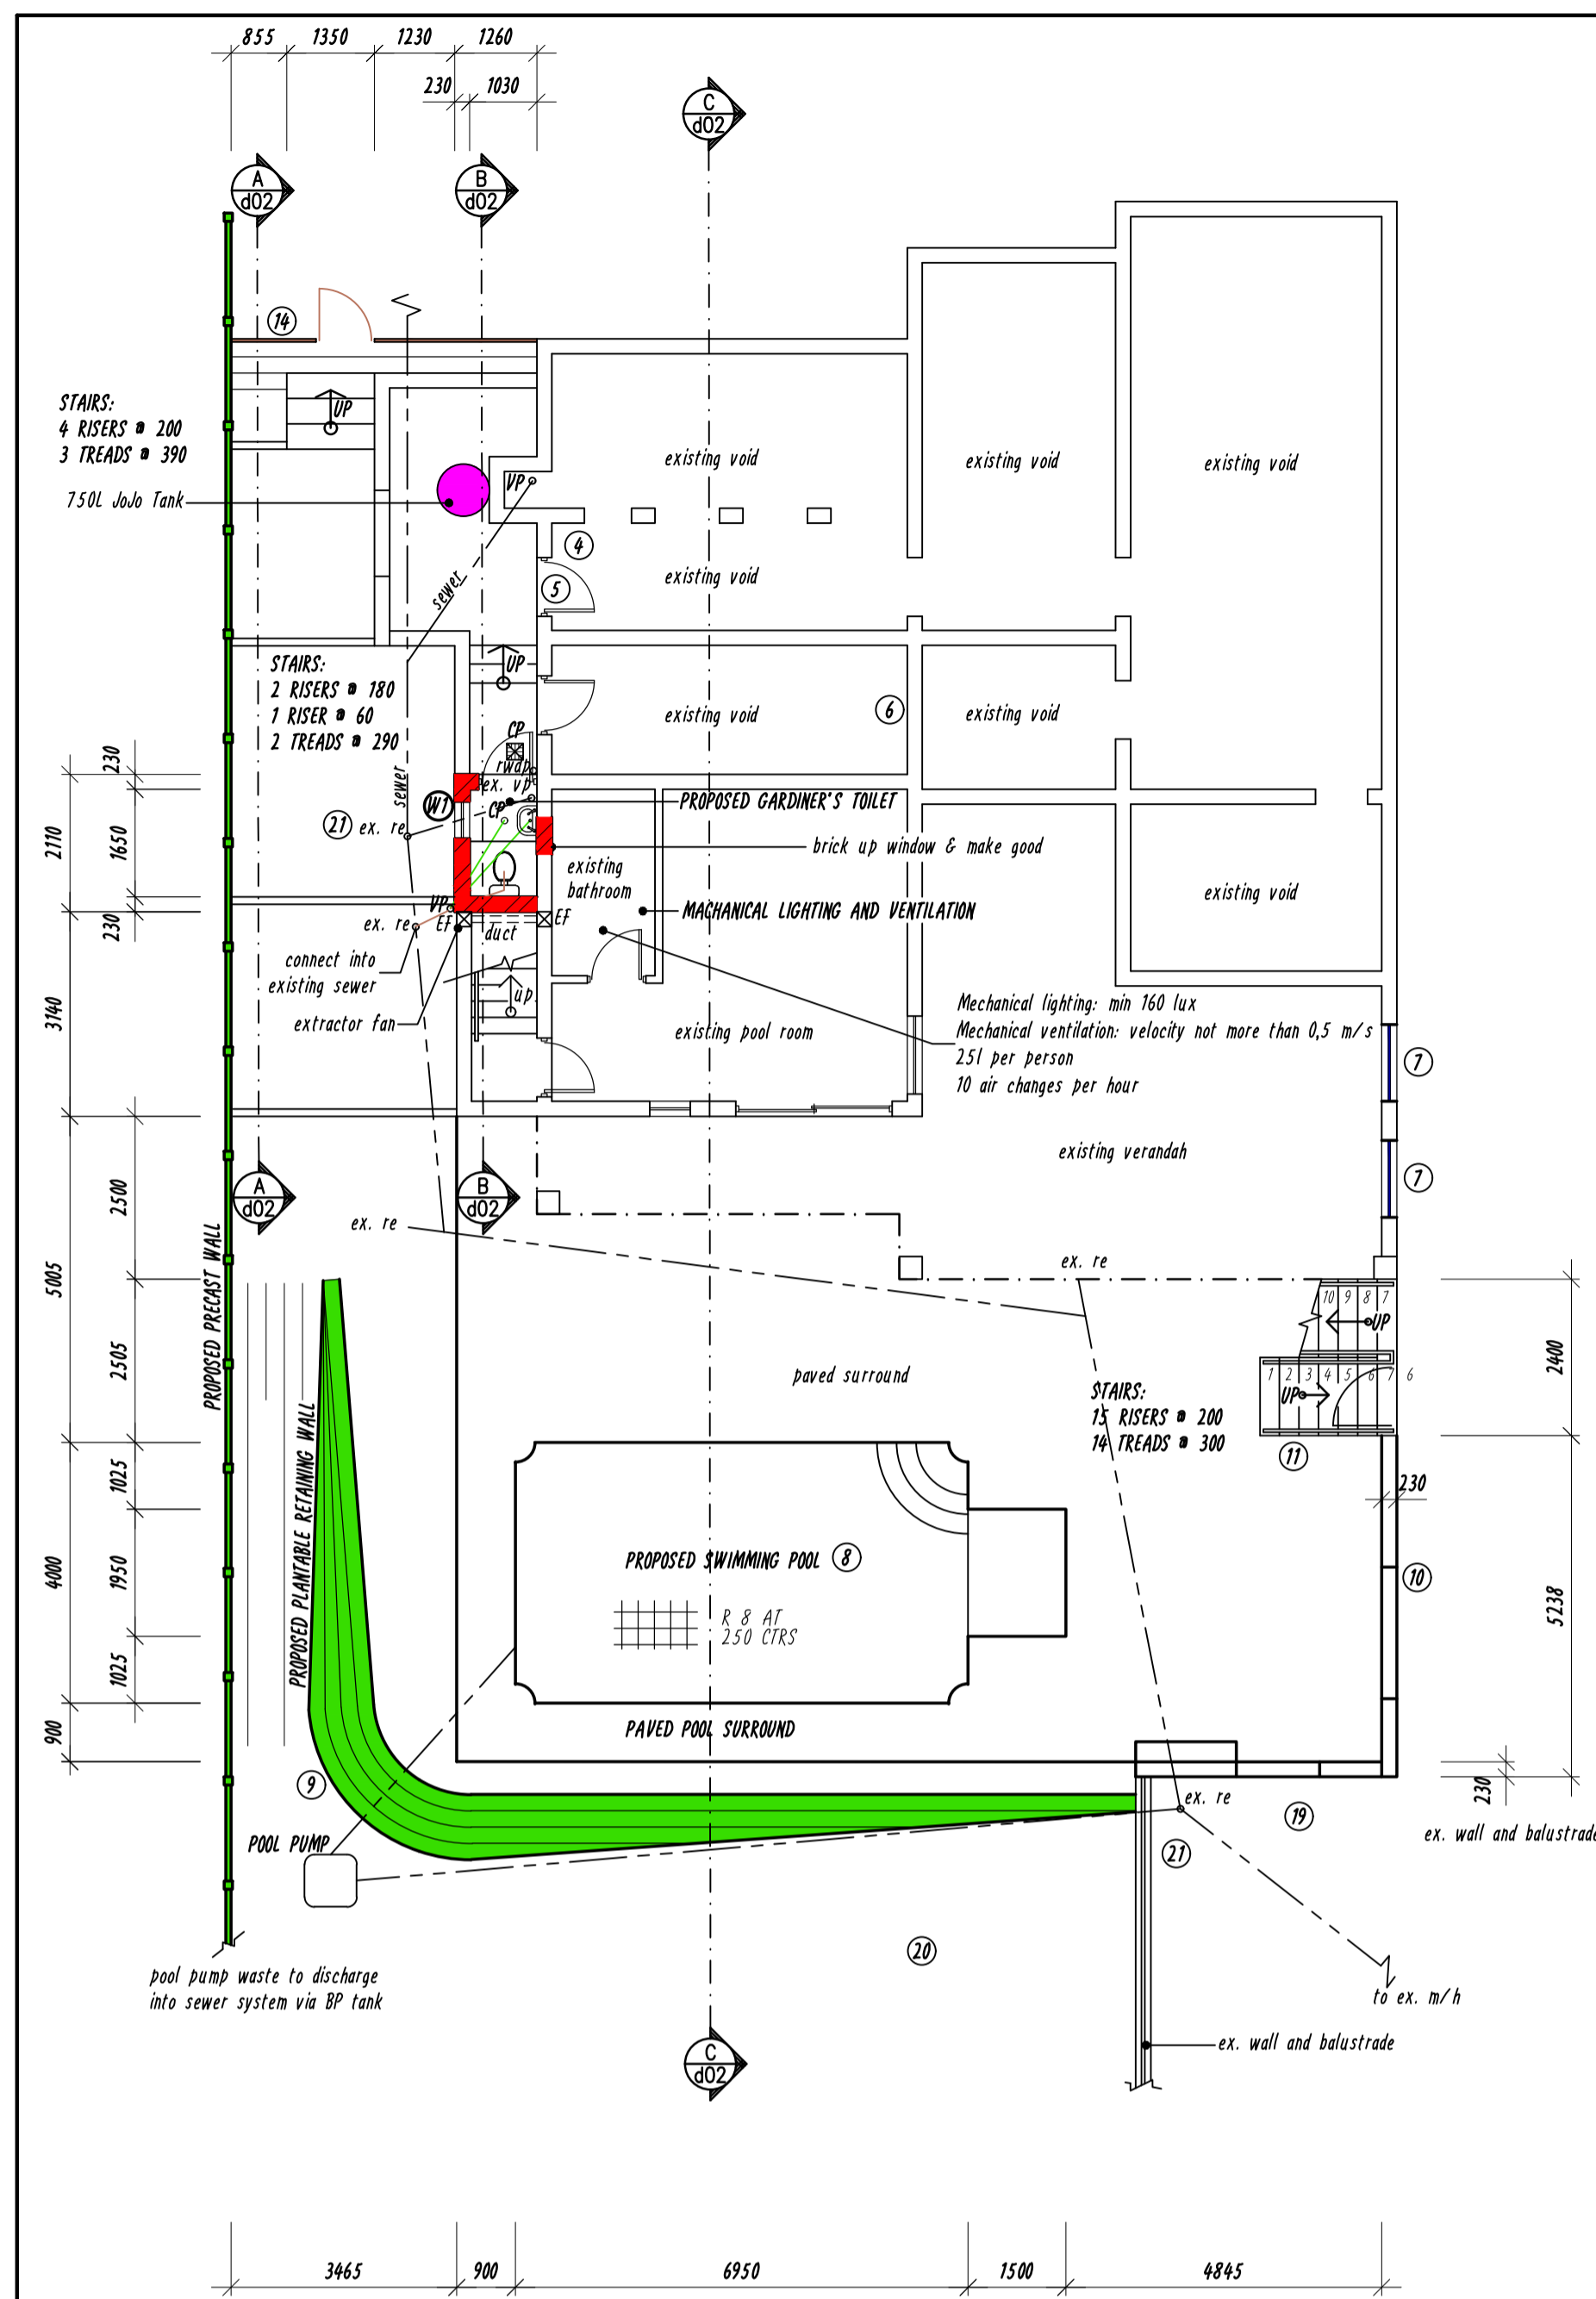 855 1350 1230 1260
230 1030
C
d02
A
d02
B
d02
14
STAIRS:
4 RISERS @ 200
3 TREADS @ 390
UP
750L JoJo Tank
VP
existing void
existing void
existing void
4
5
sewer
existing void
STAIRS:
2 RISERS @ 180
1 RISER @ 60
2 TREADS @ 290
UP
existing void
6
existing void
CP
rwdp
ex. vp
CP
sewer
W1
21
ex. re
PROPOSED GARDINER'S TOILET
brick up window & make good
existing
bathroom
existing void
MACHANICAL LIGHTING AND VENTILATION
VP
EF
EF
ex. re
duct
connect into
existing sewer
extractor fan
up
existing pool room
Mechanical lighting: min 160 lux
Mechanical ventilation: velocity not more than 0,5 m/s
25l per person
10 air changes per hour
7
existing verandah
7
230
2110
1650
230
3140
2500
5005
2505
1025
4000
1950
1025
900
A
d02
B
d02
ex. re
ex. re
PROPOSED PRECAST WALL
PROPOSED PLANTABLE RETAINING WALL
10 9 8 7
UP
1 2 3 4 5 6 7 6
UP
2400
paved surround
STAIRS:
15 RISERS @ 200
14 TREADS @ 300
11
230
PROPOSED SWIMMING POOL
8
10
5238
R 8 AT
250 CTRS
PAVED POOL SURROUND
9
POOL PUMP
ex. re
19
230
ex. wall and balustrade
21
20
pool pump waste to discharge
into sewer system via BP tank
to ex. m/h
ex. wall and balustrade
C
d02
3465 900 6950 1500 4845